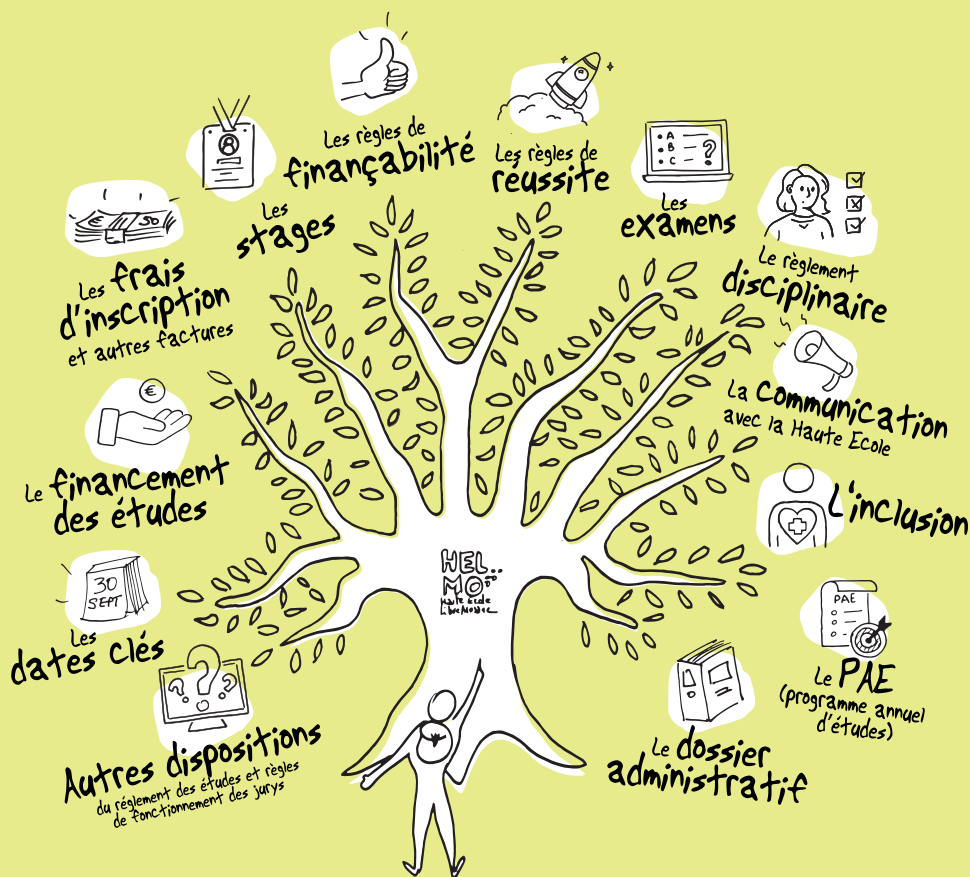 Les règles de
finançabilité
Les règles de
réussite
A
B
C
?
Les
examens
Les
stages
€
50
Les frais
d'inscription
et autres factures
Le règlement
disciplinaire
La communication
avec la Haute Ecole
€
Le financement
des études
L'inclusion
HEL
MO
Haute Ecole
Libre Mosane
30
SEPT
Les
dates clés
PAE
Le PAE
(programme annuel
d'études)
? ? ?
Autres dispositions
du règlement des études et règles
de fonctionnement des jurys
Le dossier
administratif